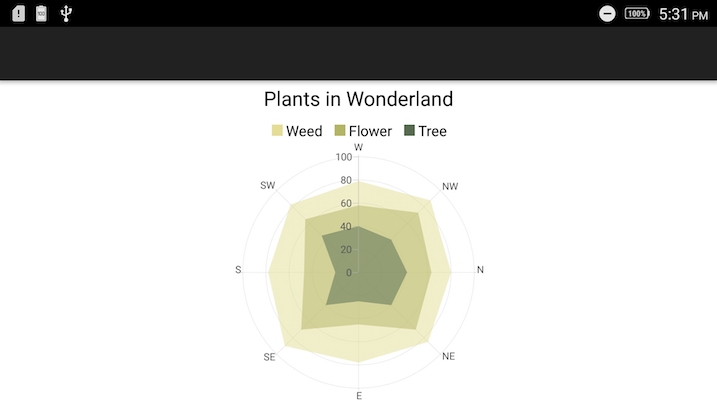 100% 5:31 PM
Plants in Wonderland
Weed Flower Tree
W
100
SW 80 NW
60
40
20
S 0 N
SE NE
E